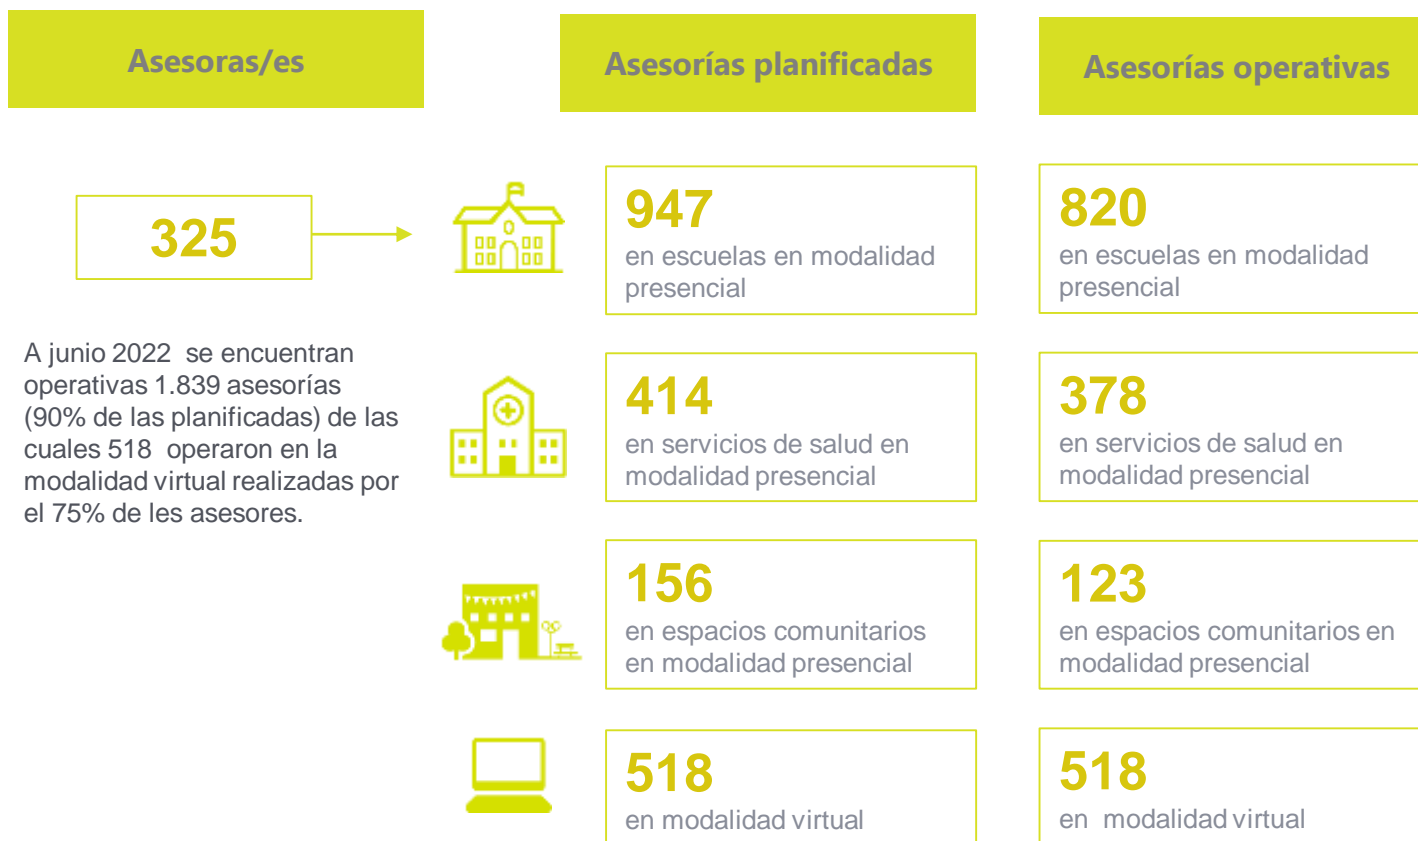 Asesoras/es
Asesorías planificadas
Asesorías operativas
325
A junio 2022 se encuentran
operativas 1.839 asesorías
(90% de las planificadas) de las
cuales 518 operaron en la
modalidad virtual realizadas por
el 75% de les asesores.
947
en escuelas en modalidad
presencial
820
en escuelas en modalidad
presencial
414
en servicios de salud en
modalidad presencial
378
en servicios de salud en
modalidad presencial
156
en espacios comunitarios
en modalidad presencial
123
en espacios comunitarios en
modalidad presencial
518
en modalidad virtual
518
en modalidad virtual